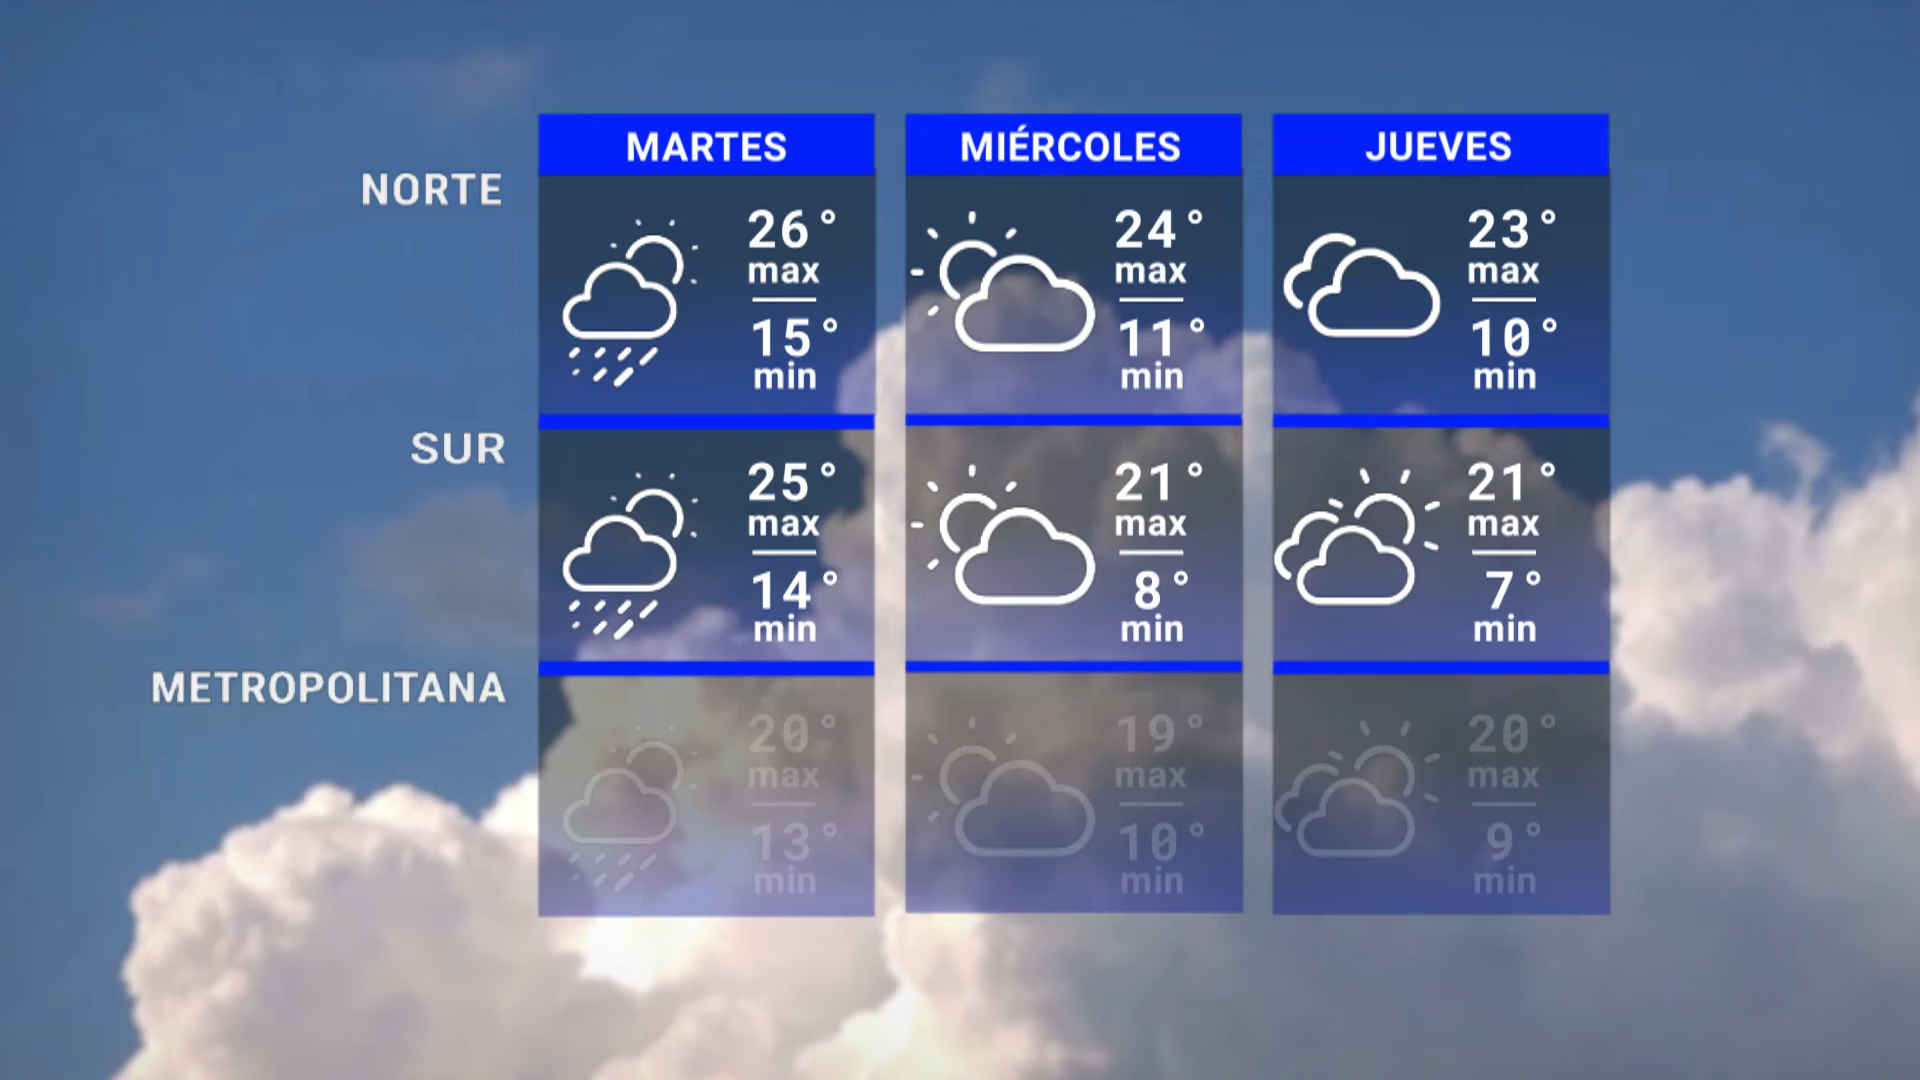 MARTES MIÉRCOLES JUEVES
NORTE
26° 24° 23°
max max max
15° 11° 10°
min min min
SUR
25° 21° 21°
max max max
14° 8° 7°
min min min
METROPOLITANA
20° 19° 20°
max max max
13° 10° 9°
min min min